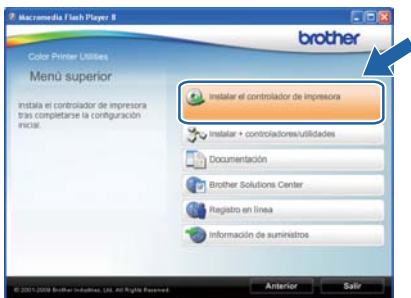 Macromedia Flash Player 8
brother
Color Printer Utilities
Menú superior
Instala el controlador de impresora
tras completarse la configuración
inicial.
Instalar el controlador de impresora
Instalar + controladores/utilidades
Documentación
Brother Solutions Center
Registro en línea
Información de suministros
© 2001-2009 Brother Industries, Ltd. All Rights Reserved.
Anterior
Salir